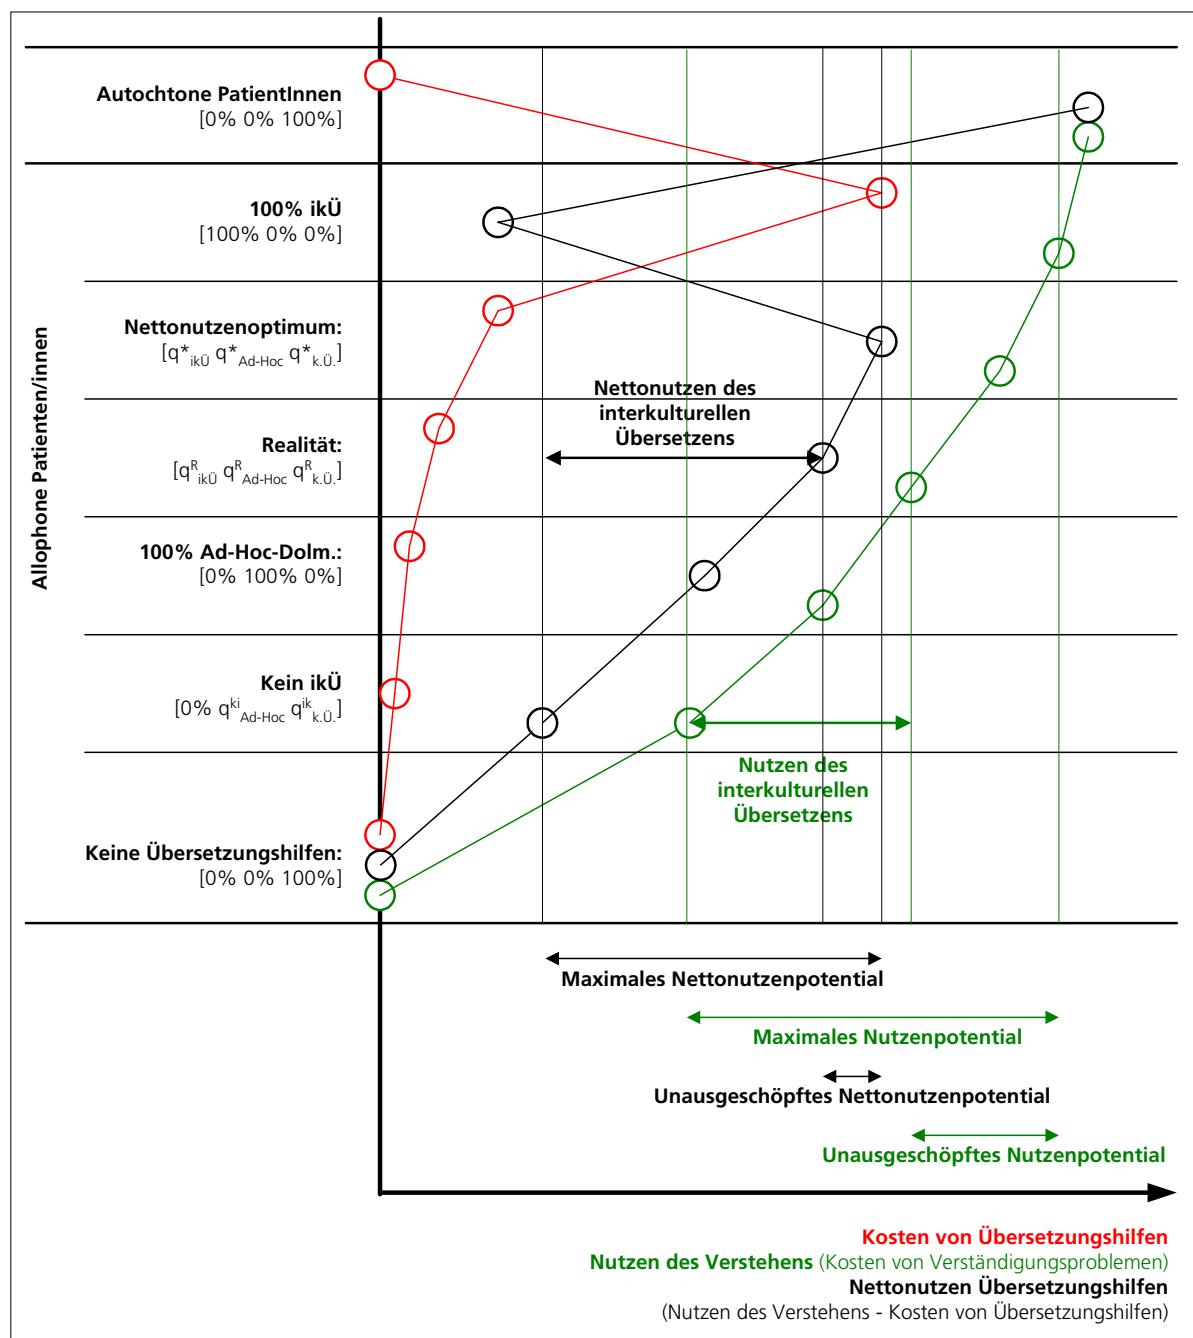 Autochtone PatientInnen
[0% 0% 100%]
100% ikÜ
[100% 0% 0%]
Nettonutzenoptimum:
[q*ikÜ q*Ad-Hoc q*k.Ü.]
Realität:
[qRikÜ qRAd-Hoc qRk.Ü.]
100% Ad-Hoc-Dolm.:
[0% 100% 0%]
Kein ikÜ
[0% qkiAd-Hoc qikk.Ü.]
Keine Übersetzungshilfen:
[0% 0% 100%]
Allophone Patienten/innen
Nettonutzen des
interkulturellen
Übersetzens
Nutzen des
interkulturellen
Übersetzens
Maximales Nettonutzenpotential
Maximales Nutzenpotential
Unausgeschöpftes Nettonutzenpotential
Unausgeschöpftes Nutzenpotential
Kosten von Übersetzungshilfen
Nutzen des Verstehens (Kosten von Verständigungsproblemen)
Nettonutzen Übersetzungshilfen
(Nutzen des Verstehens - Kosten von Übersetzungshilfen)